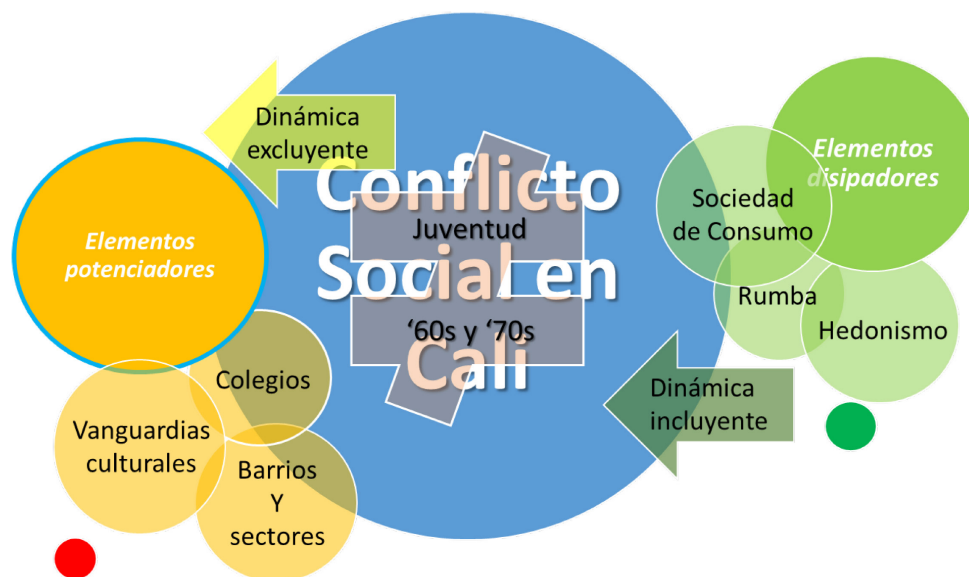 Conflicto
Social en
Cali
Juventud
‘60s y ‘70s
Dinámica
excluyente
Elementos
potenciadores
Colegios
Vanguardias
culturales
Barrios
Y
sectores
Elementos
disipadores
Sociedad
de Consumo
Rumba
Hedonismo
Dinámica
incluyente